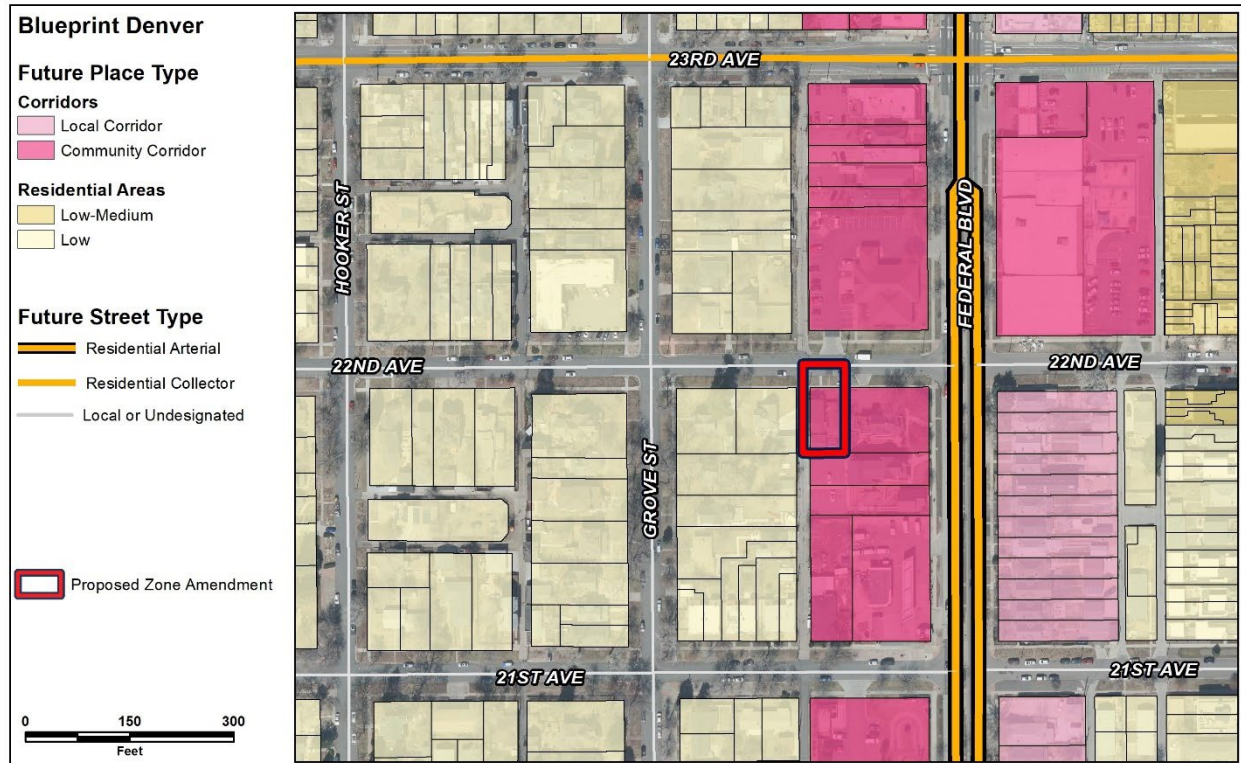 Blueprint Denver
Future Place Type
Corridors
Local Corridor
Community Corridor
Residential Areas
Low-Medium
Low
Future Street Type
Residential Arterial
Residential Collector
Local or Undesignated
Proposed Zone Amendment
0 150 300
Feet
23RD AVE
HOOKER ST
FEDERAL BLVD
22ND AVE
22ND AVE
GROVE ST
21ST AVE
21ST AVE